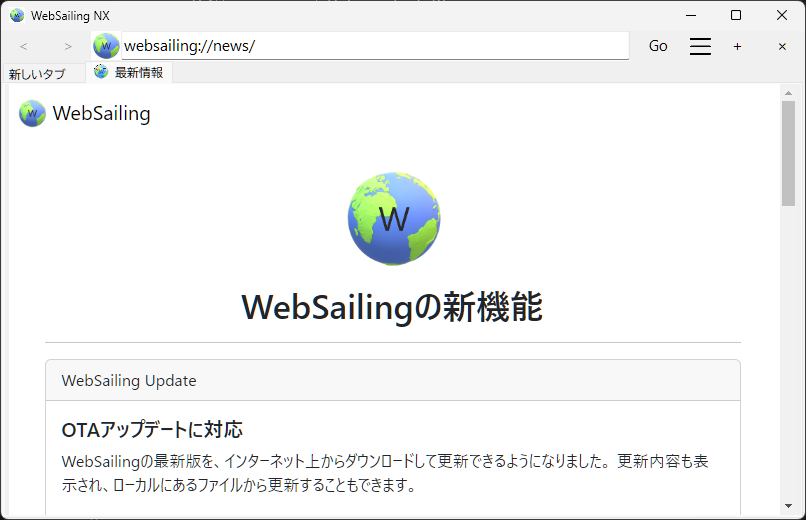 WebSailing NX
< > W websailing://news/ Go + ×
新しいタブ W 最新情報
W WebSailing
W
WebSailingの新機能
WebSailing Update
OTAアップデートに対応
WebSailingの最新版を、インターネット上からダウンロードして更新できるようになりました。更新内容も表
示され、ローカルにあるファイルから更新することもできます。